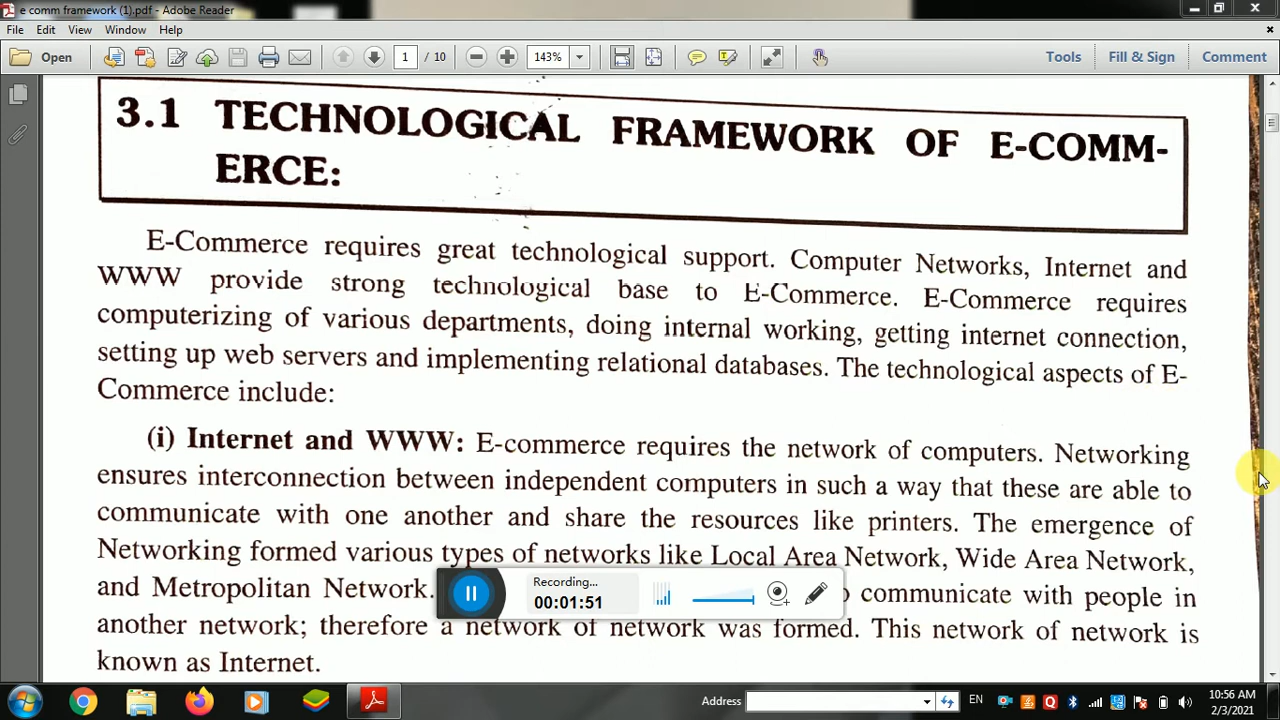 e comm framework (1).pdf - Adobe Reader
File Edit View Window Help
Open 1 / 10 143% Tools Fill & Sign Comment
3.1 TECHNOLOGICAL FRAMEWORK OF E-COMM-
ERCE:
E-Commerce requires great technological support. Computer Networks, Internet and
WWW provide strong technological base to E-Commerce. E-Commerce requires
computerizing of various departments, doing internal working, getting internet connection,
setting up web servers and implementing relational databases. The technological aspects of E-
Commerce include:
(i) Internet and WWW: E-commerce requires the network of computers. Networking
ensures interconnection between independent computers in such a way that these are able to
communicate with one another and share the resources like printers. The emergence of
Networking formed various types of networks like Local Area Network, Wide Area Network,
and Metropolitan Network. communicate with people in
another network; therefore a network of network was formed. This network of network is
known as Internet.
Recording...
00:01:51
Address EN 10:56 AM
2/3/2021